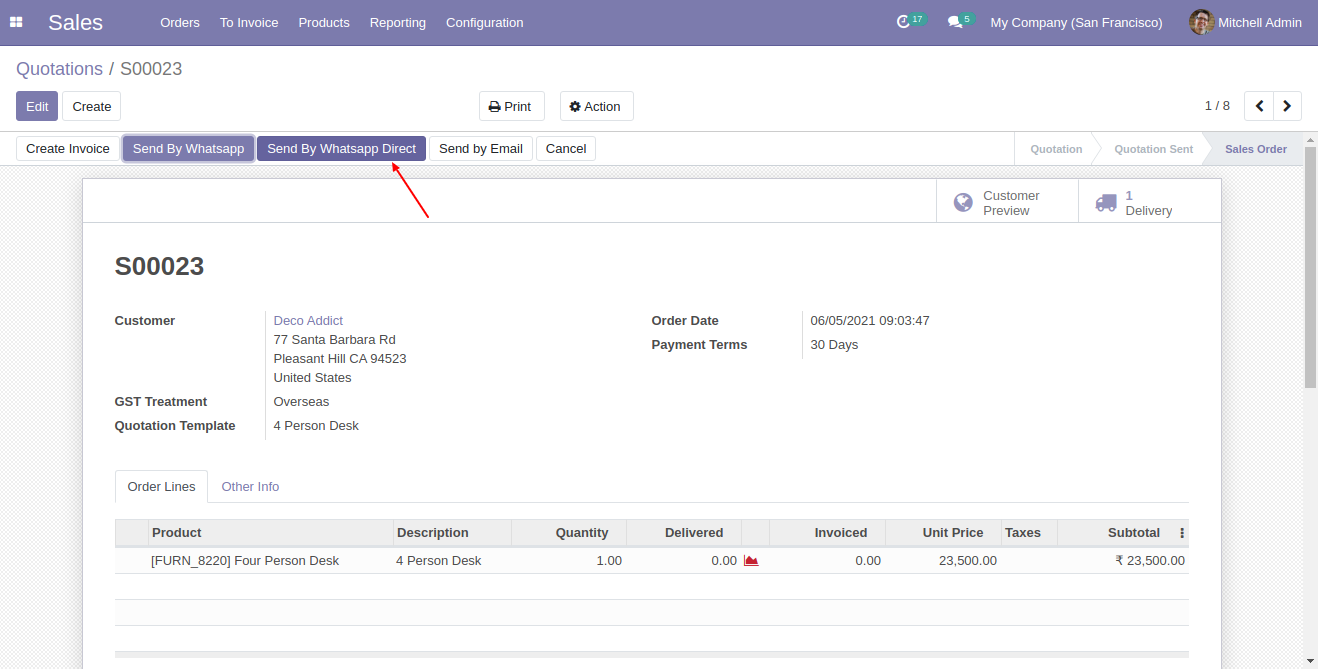 Sales Orders To Invoice Products Reporting Configuration 17 5 My Company (San Francisco) Mitchell Admin
Quotations / S00023
Edit Create Print Action 1 / 8
Create Invoice Send By Whatsapp Send By Whatsapp Direct Send by Email Cancel Quotation Quotation Sent Sales Order
Customer Preview
1 Delivery
S00023
Customer Deco Addict
77 Santa Barbara Rd
Pleasant Hill CA 94523
United States
GST Treatment Overseas
Quotation Template 4 Person Desk
Order Date 06/05/2021 09:03:47
Payment Terms 30 Days
Order Lines Other Info
Product Description Quantity Delivered Invoiced Unit Price Taxes Subtotal
[FURN_8220] Four Person Desk 4 Person Desk 1.00 0.00 0.00 23,500.00 ₹ 23,500.00